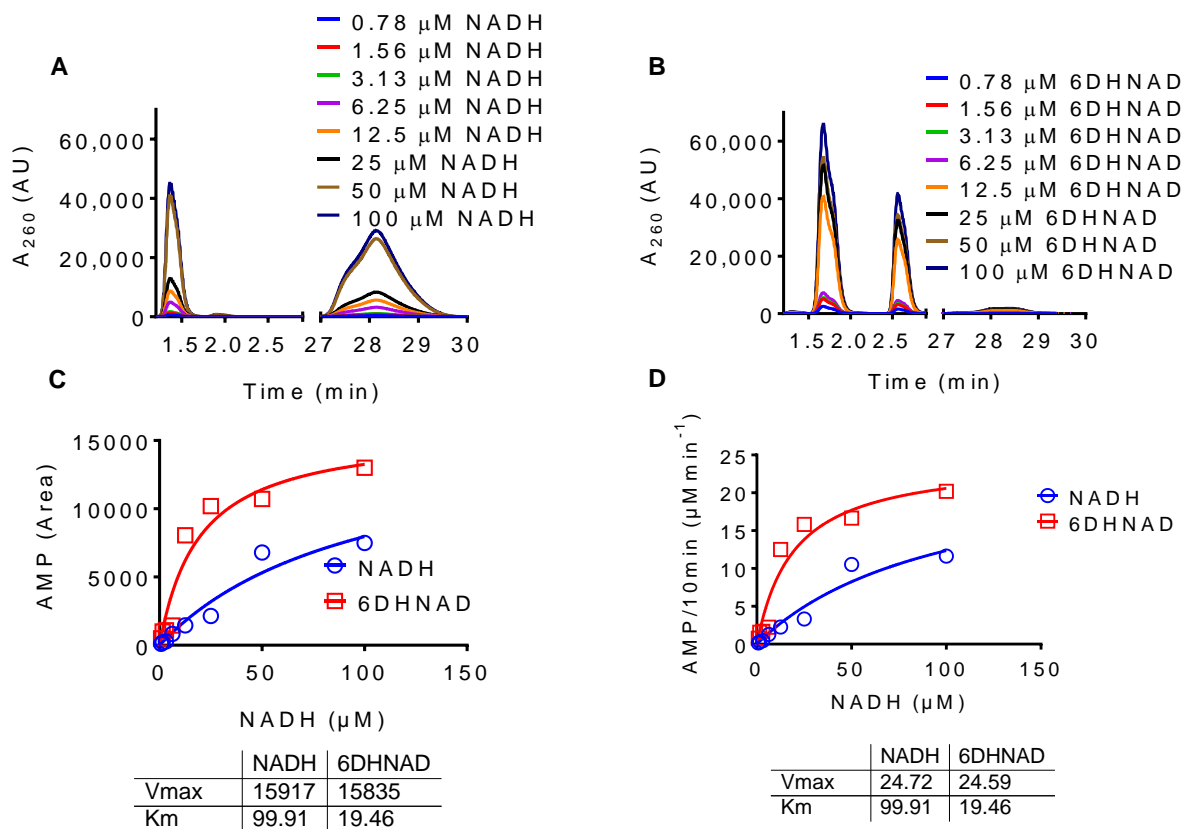 A
0.78 μM NADH
1.56 μM NADH
3.13 μM NADH
6.25 μM NADH
12.5 μM NADH
25 μM NADH
50 μM NADH
100 μM NADH
A260 (AU)
60,000
40,000
20,000
0
1.5 2.0 2.5 27 28 29 30
Time (min)
B
0.78 μM 6DHNAD
1.56 μM 6DHNAD
3.13 μM 6DHNAD
6.25 μM 6DHNAD
12.5 μM 6DHNAD
25 μM 6DHNAD
50 μM 6DHNAD
100 μM 6DHNAD
A260 (AU)
60,000
40,000
20,000
0
1.5 2.0 2.5 27 28 29 30
Time (min)
C
AMP (Area)
15000
10000
5000
0
0 50 100 150
NADH (μM)
NADH
6DHNAD
NADH 6DHNAD
Vmax 15917 15835
Km 99.91 19.46
D
AMP/10min (μMmin-1)
25
20
15
10
5
0
0 50 100 150
NADH (μM)
NADH
6DHNAD
NADH 6DHNAD
Vmax 24.72 24.59
Km 99.91 19.46